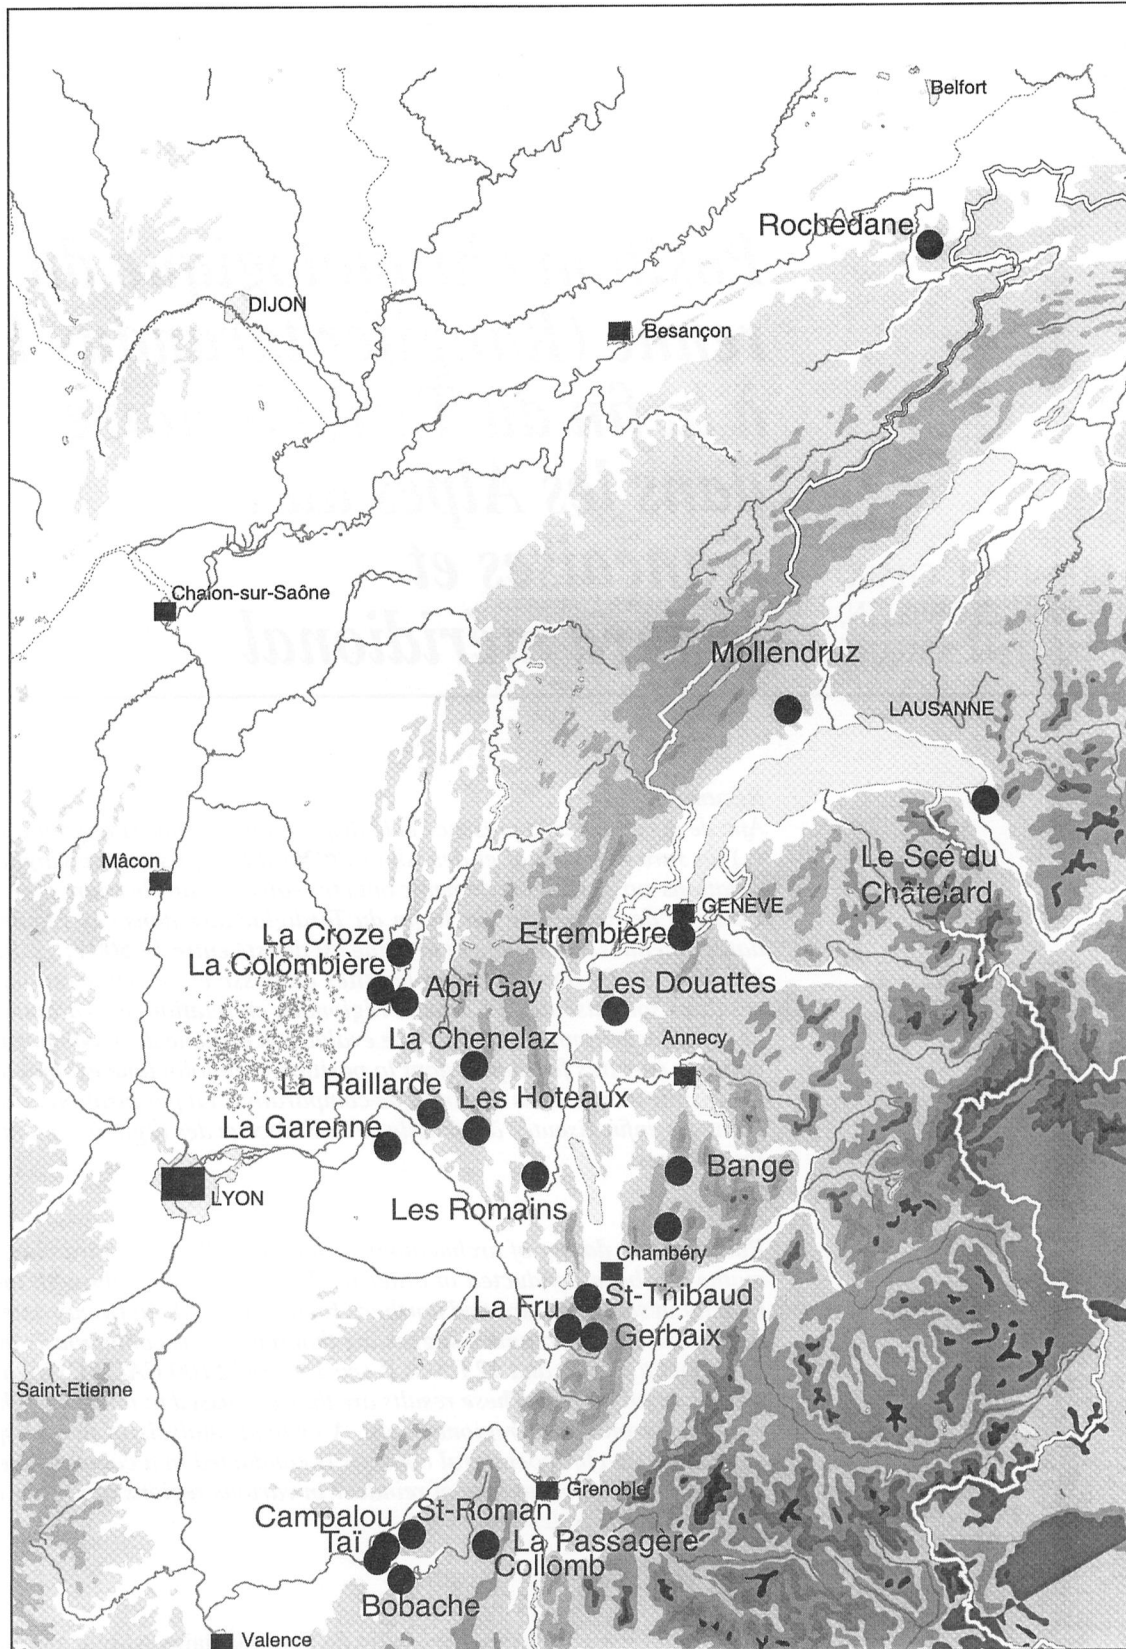 Belfort
Rochedane
DIJON
Besançon
Chalon-sur-Saône
Mollendruz
LAUSANNE
Mâcon
Le Scé du
Châtelard
GENÈVE
La Croze
Etrembière
La Colombière
Abri Gay
Les Douattes
La Chenelaz
Annecy
La Raillarde
Les Hoteaux
La Garenne
Bange
LYON
Les Romains
Chambéry
St-Thibaud
La Fru
Gerbaix
Saint-Etienne
Grenoble
Campalou
St-Roman
Taï
La Passagère
Collomb
Bobache
Valence